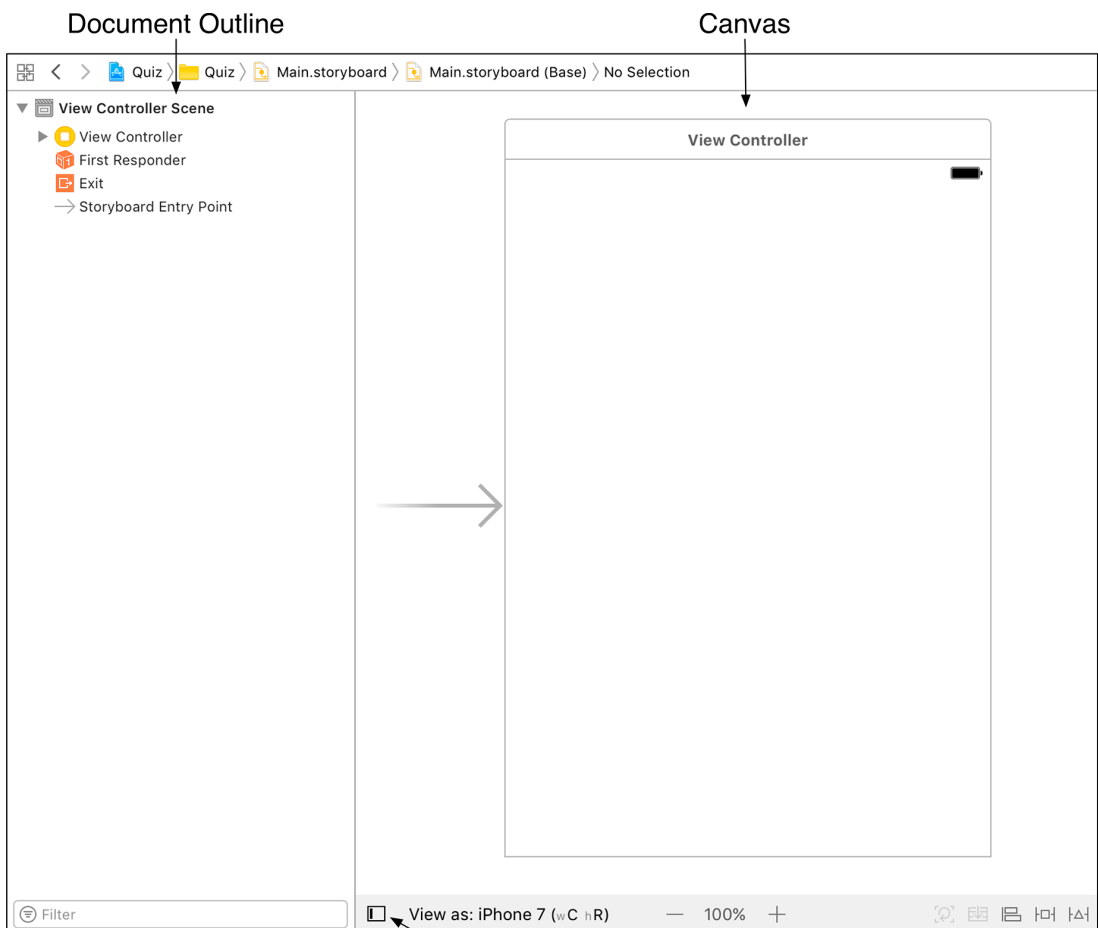 Document Outline
Canvas
Quiz Quiz Main.storyboard Main.storyboard (Base) No Selection
View Controller Scene
View Controller
First Responder
Exit
Storyboard Entry Point
View Controller
Filter
View as: iPhone 7 (wC hR)
100%